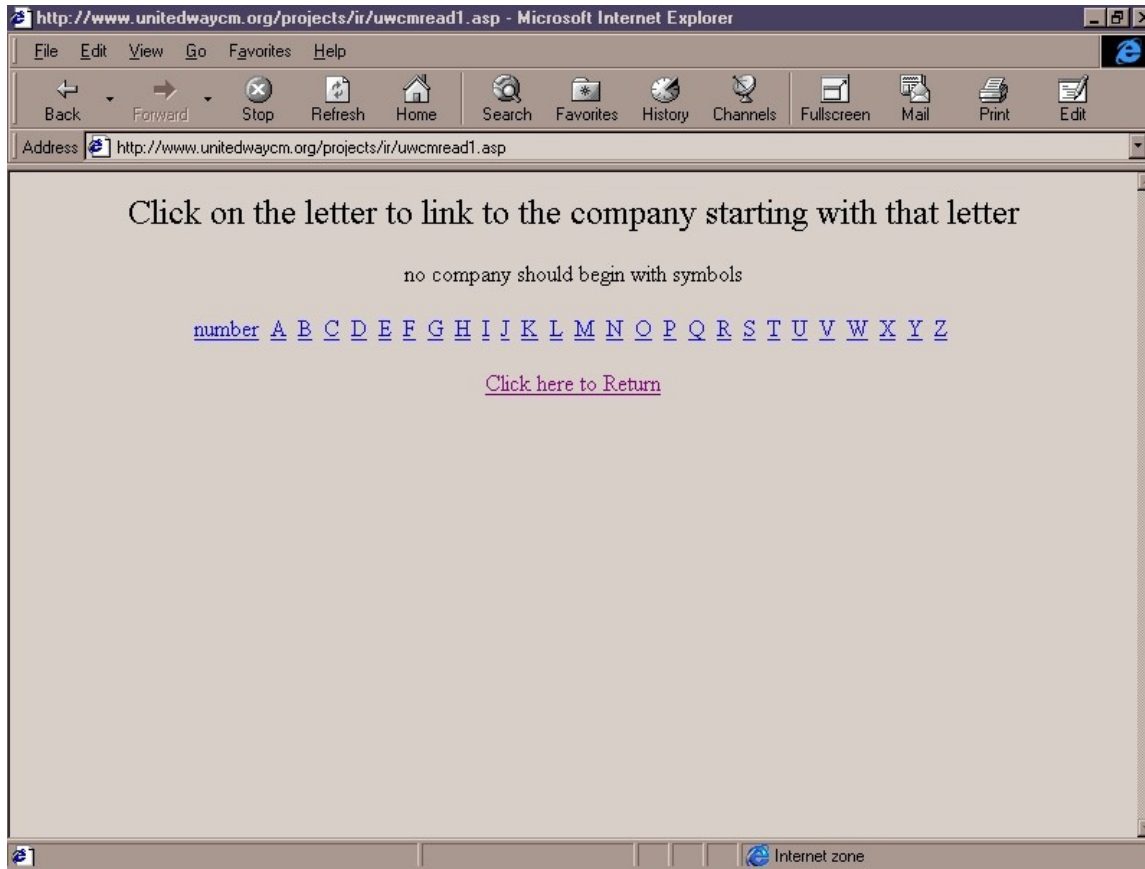 http://www.unitedwaycm.org/projects/ir/uwcmread1.asp - Microsoft Internet Explorer
File Edit View Go Favorites Help
Back Forward Stop Refresh Home Search Favorites History Channels Fullscreen Mail Print Edit
Address http://www.unitedwaycm.org/projects/ir/uwcmread1.asp
Click on the letter to link to the company starting with that letter
no company should begin with symbols
number A B C D E F G H I J K L M N O P Q R S T U V W X Y Z
Click here to Return
Internet zone